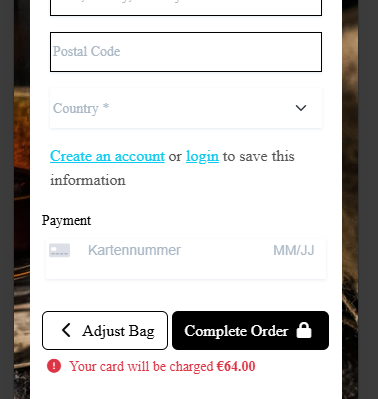 Postal Code
Country *
Create an account or login to save this
information
Payment
Kartennummer MM/JJ
Adjust Bag Complete Order
Your card will be charged €64.00